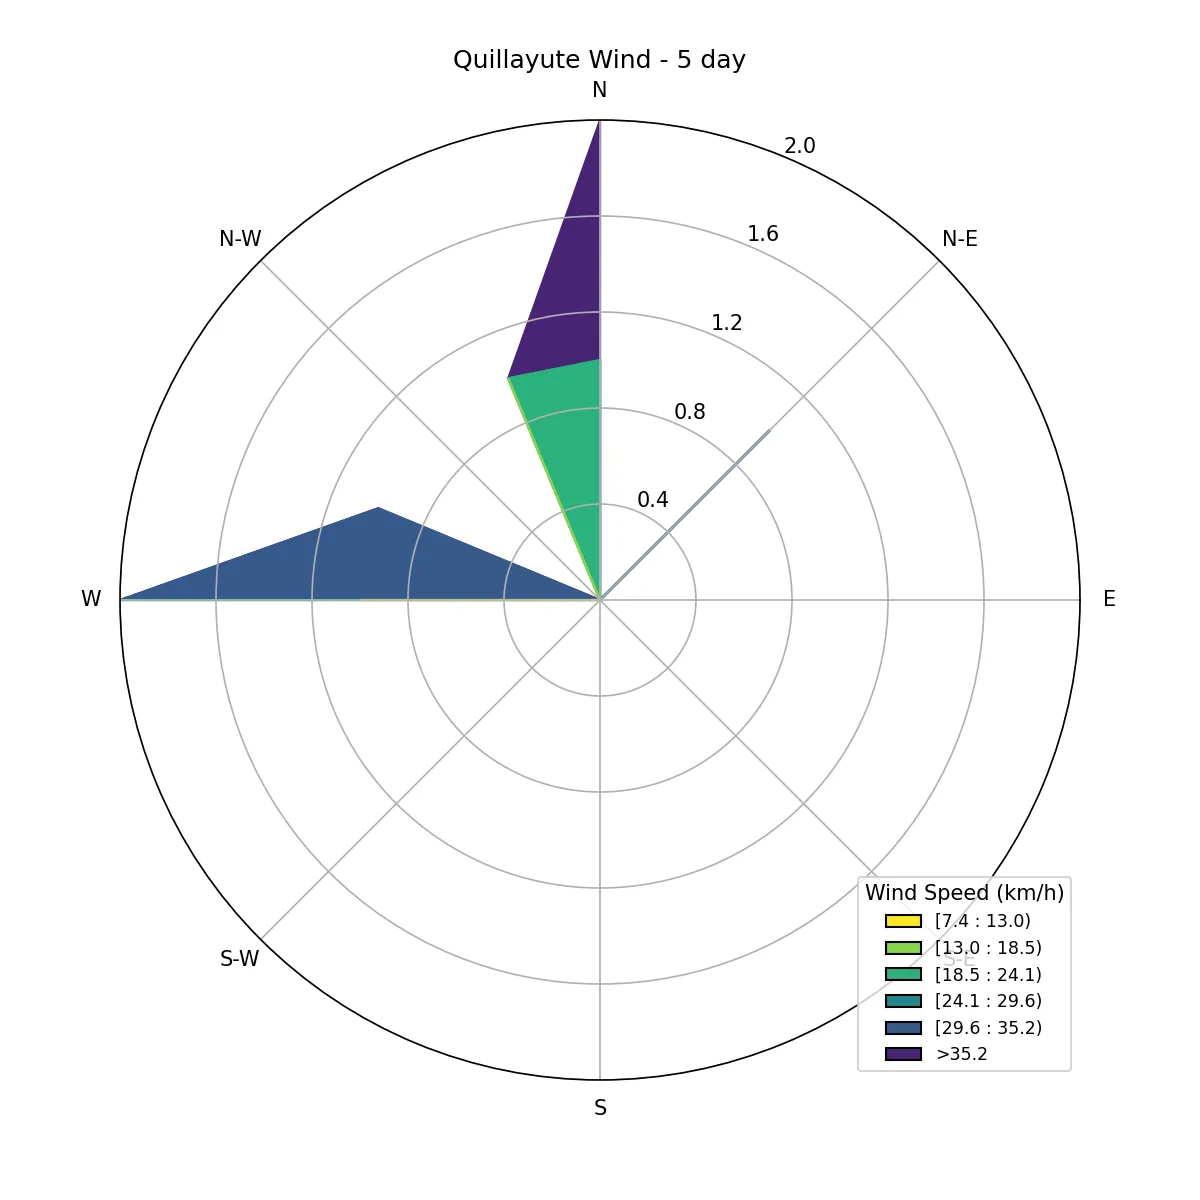 Quillayute Wind - 5 day
N
2.0
N-W
1.6
N-E
1.2
0.8
0.4
W
E
S-W
S-E
S
Wind Speed (km/h)
[7.4 : 13.0)
[13.0 : 18.5)
[18.5 : 24.1)
[24.1 : 29.6)
[29.6 : 35.2)
>35.2